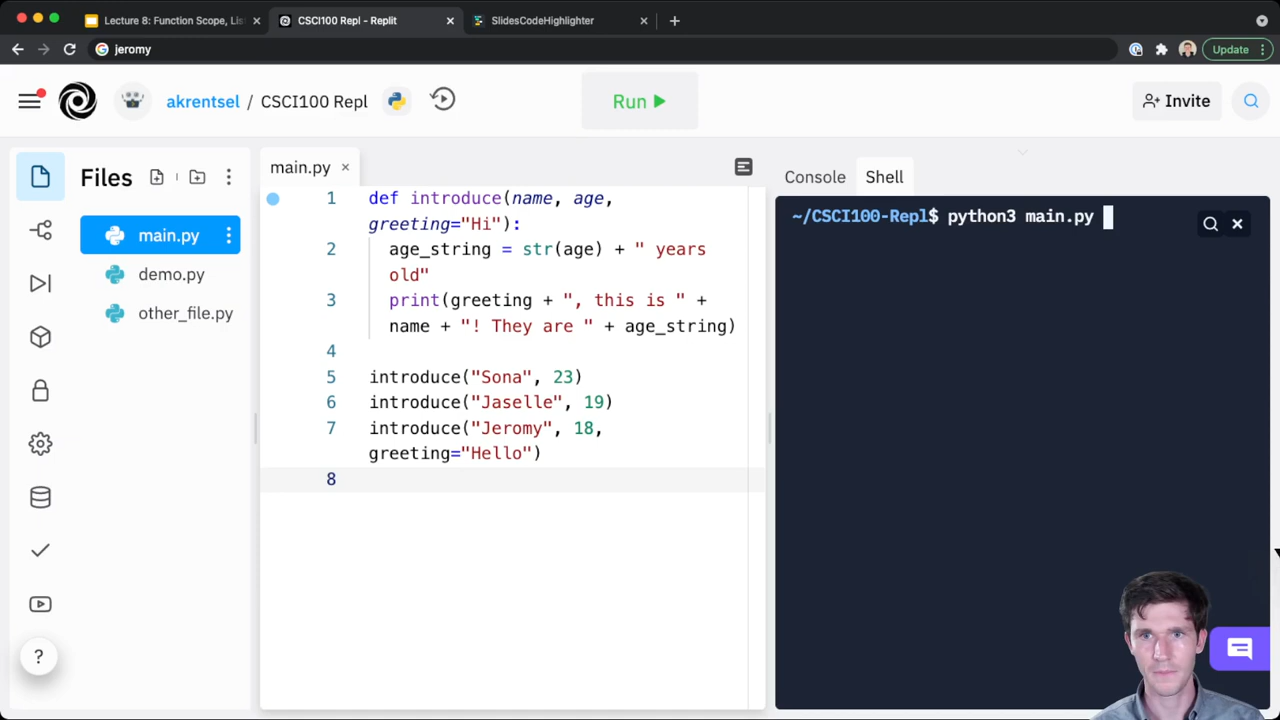 Lecture 8: Function Scope, Lis
CSCI100 Repl - Replit
SlidesCodeHighlighter
jeromy
Update
akrentsel / CSCI100 Repl
Run
Invite
Files
main.py
demo.py
other_file.py
main.py
1 def introduce(name, age,
greeting="Hi"):
2 age_string = str(age) + " years
old"
3 print(greeting + ", this is " +
name + "! They are " + age_string)
4
5 introduce("Sona", 23)
6 introduce("Jaselle", 19)
7 introduce("Jeromy", 18,
greeting="Hello")
8
Console
Shell
~/CSCI100-Repl$ python3 main.py
?